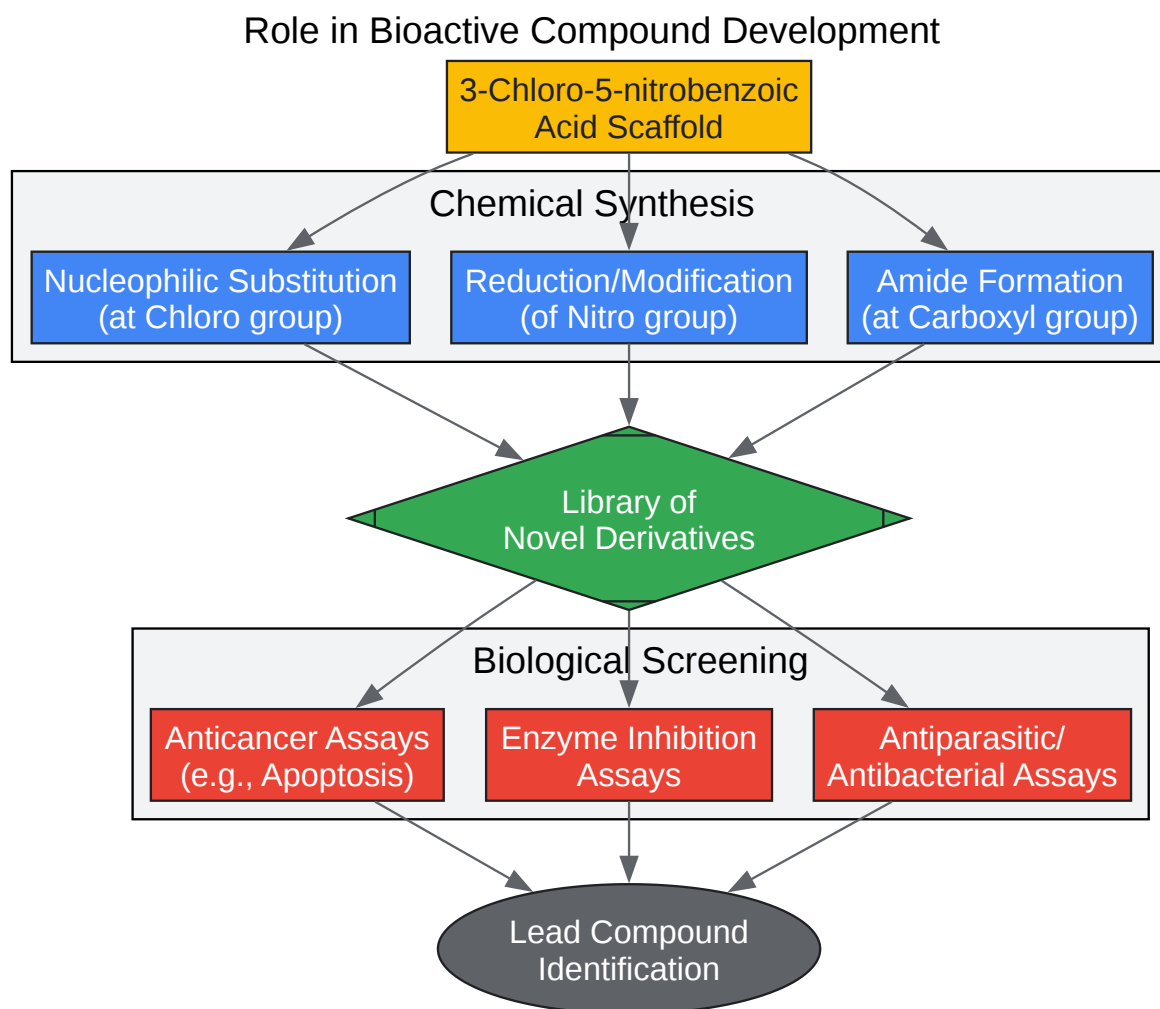 Role in Bioactive Compound Development
3-Chloro-5-nitrobenzoic
Acid Scaffold
Chemical Synthesis
Nucleophilic Substitution
(at Chloro group)
Reduction/Modification
(of Nitro group)
Amide Formation
(at Carboxyl group)
Library of
Novel Derivatives
Biological Screening
Anticancer Assays
(e.g., Apoptosis)
Enzyme Inhibition
Assays
Antiparasitic/
Antibacterial Assays
Lead Compound
Identification